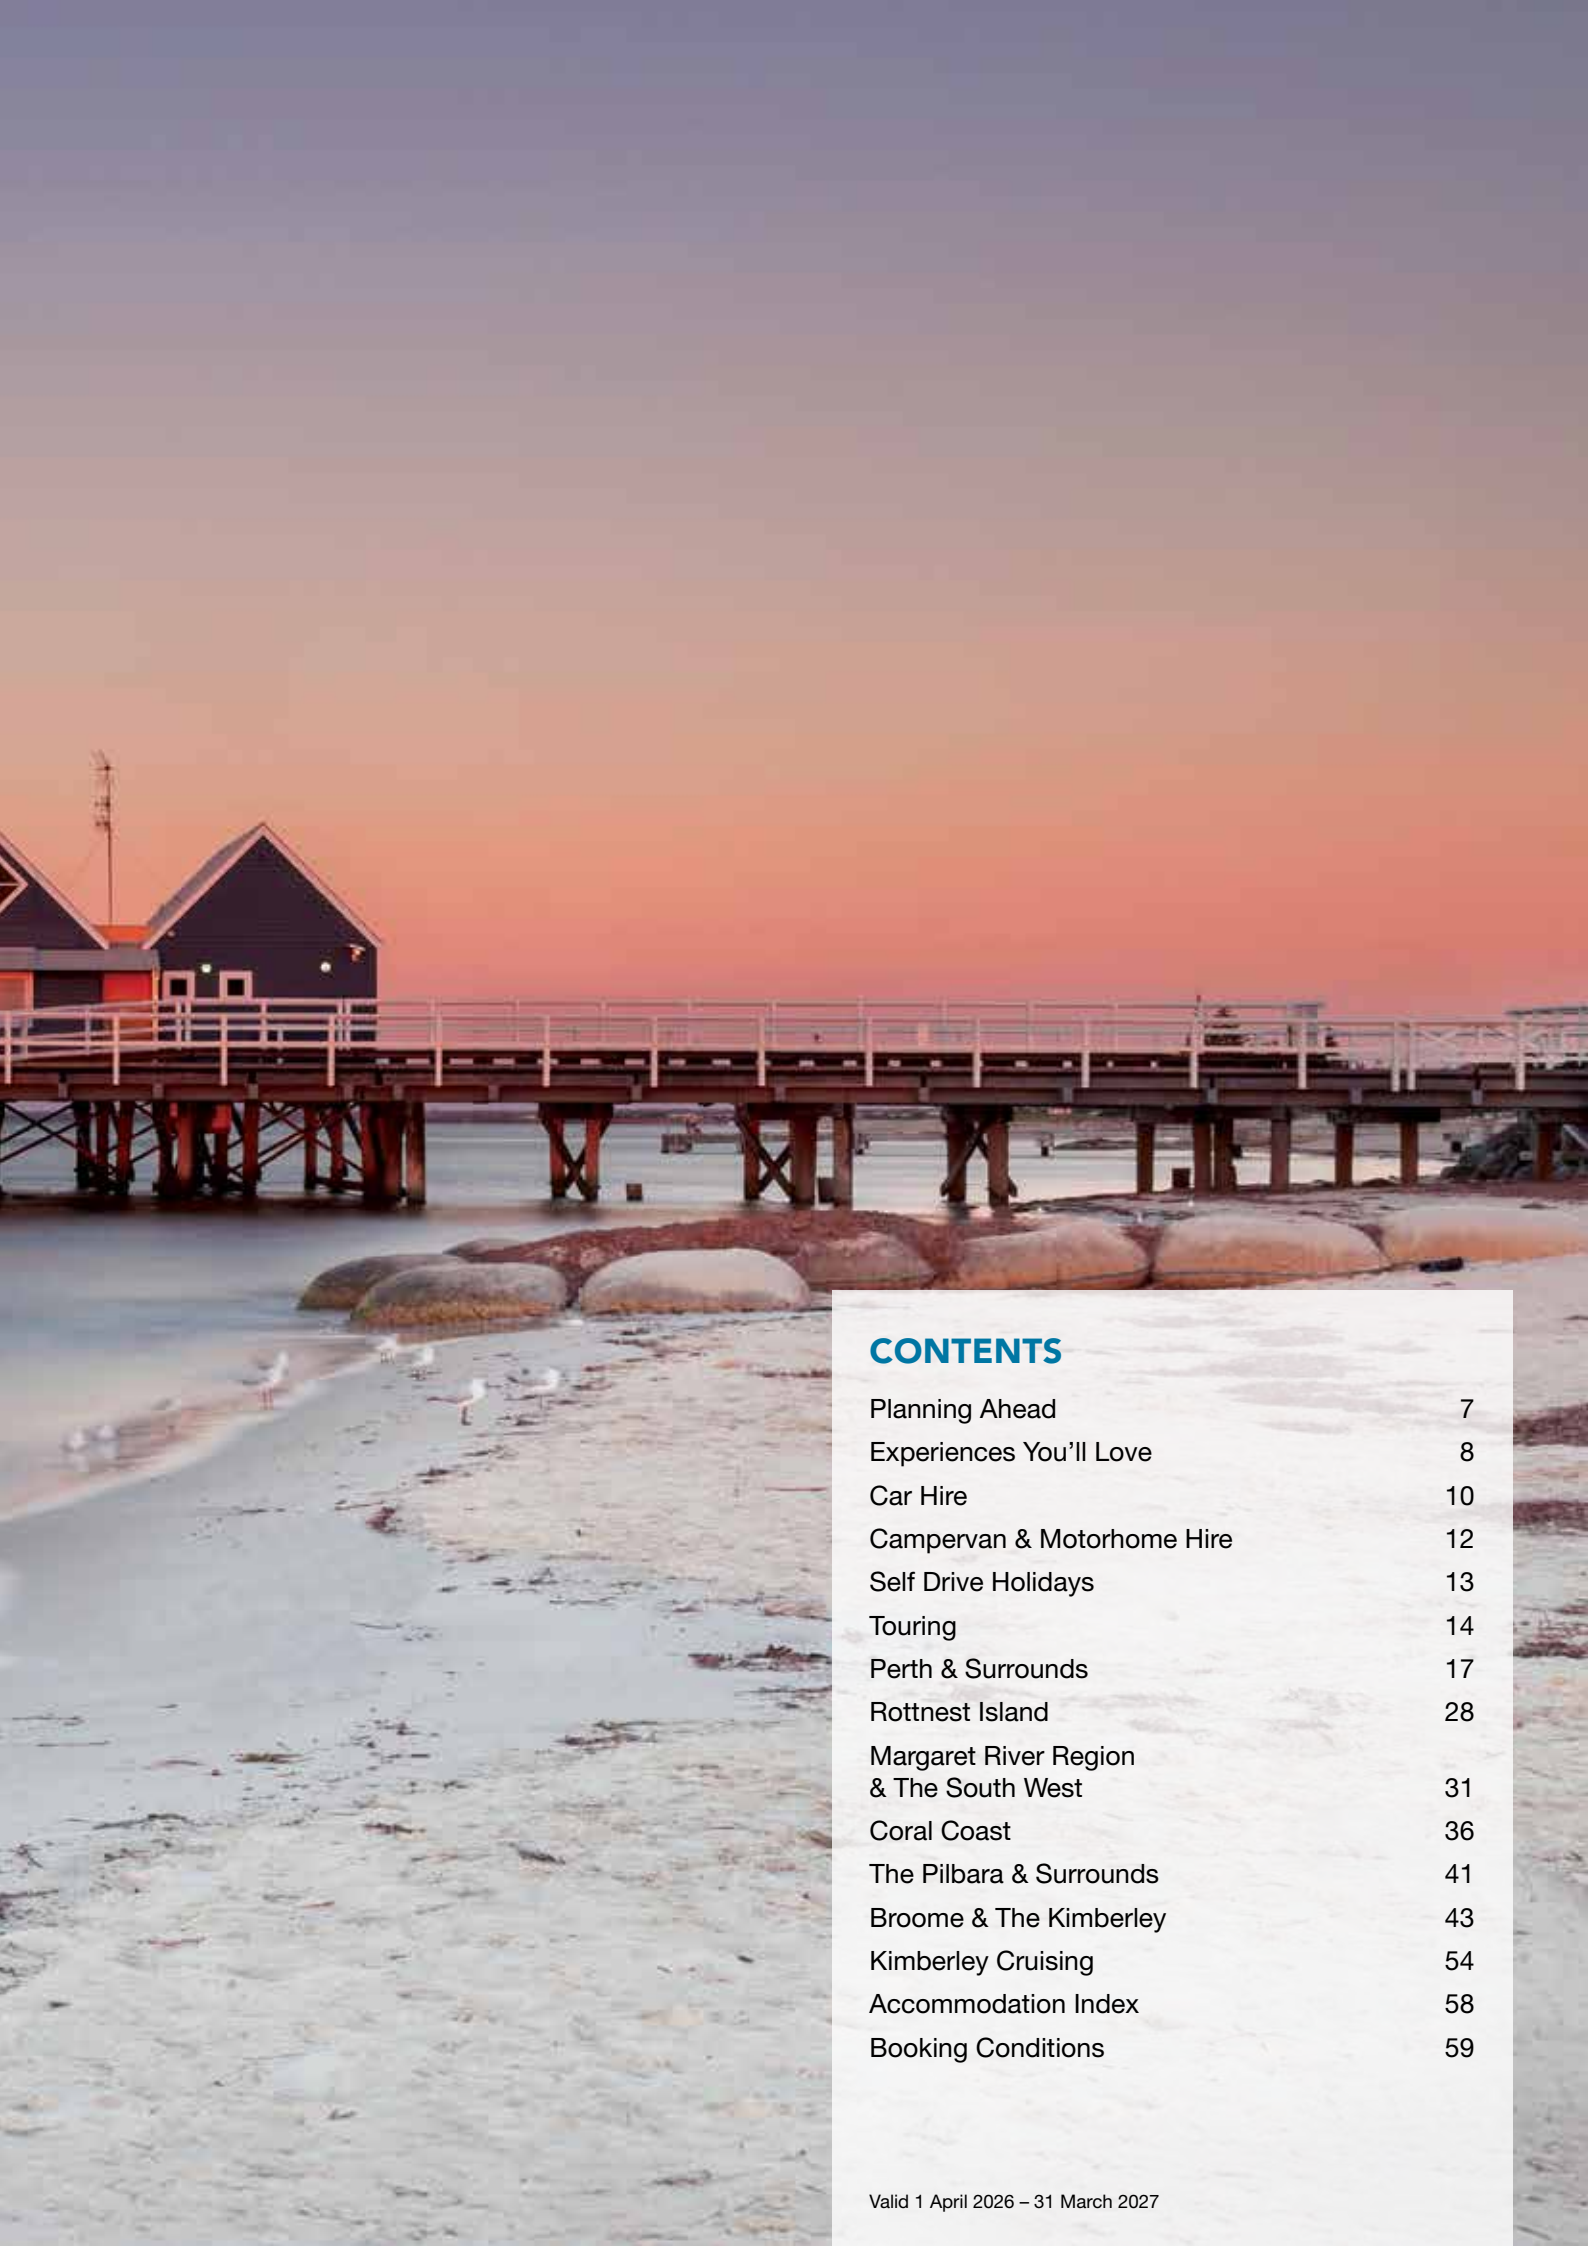 CONTENTS
Planning Ahead 7
Experiences You’ll Love 8
Car Hire 10
Campervan & Motorhome Hire 12
Self Drive Holidays 13
Touring 14
Perth & Surrounds 17
Rottnest Island 28
Margaret River Region
& The South West 31
Coral Coast 36
The Pilbara & Surrounds 41
Broome & The Kimberley 43
Kimberley Cruising 54
Accommodation Index 58
Booking Conditions 59
Valid 1 April 2026 – 31 March 2027